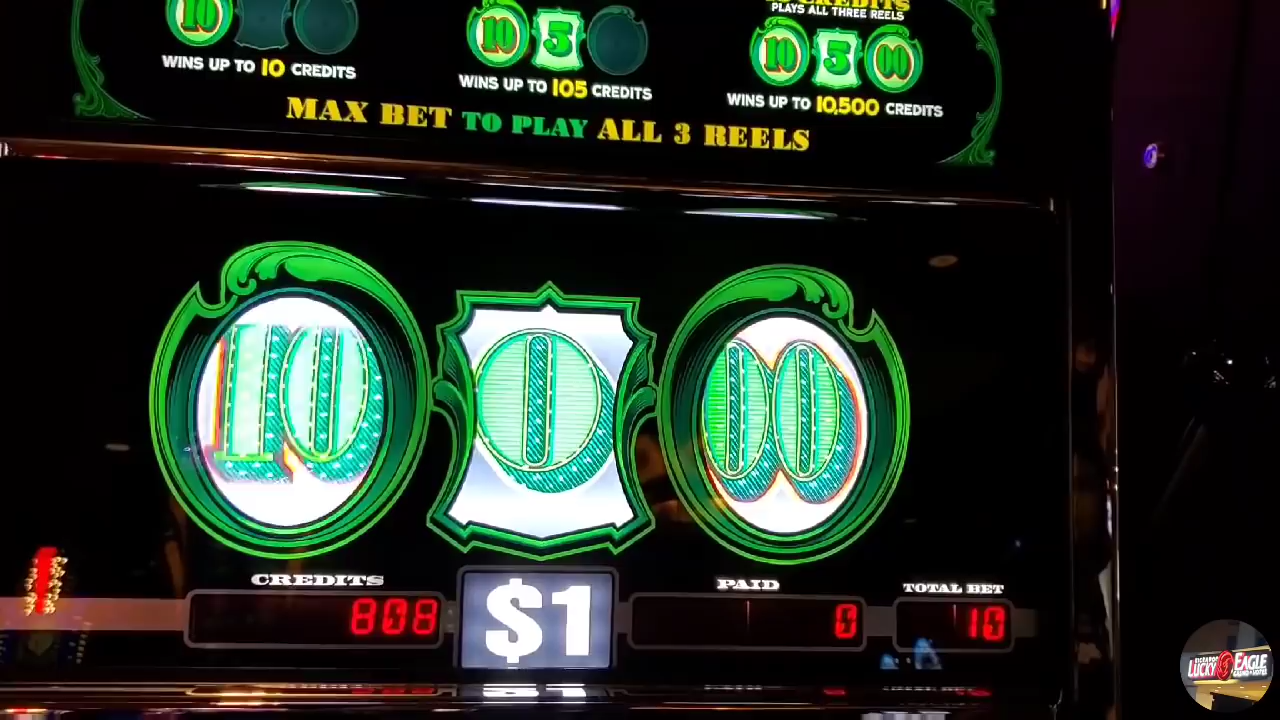 CREDITS
PLAYS ALL THREE REELS
10
10 5
10 5 00
WINS UP TO 10 CREDITS
WINS UP TO 105 CREDITS
WINS UP TO 10,500 CREDITS
MAX BET TO PLAY ALL 3 REELS
10 0 00
CREDITS
808
$1
PAID
0
TOTAL BET
10
LUCKY EAGLE